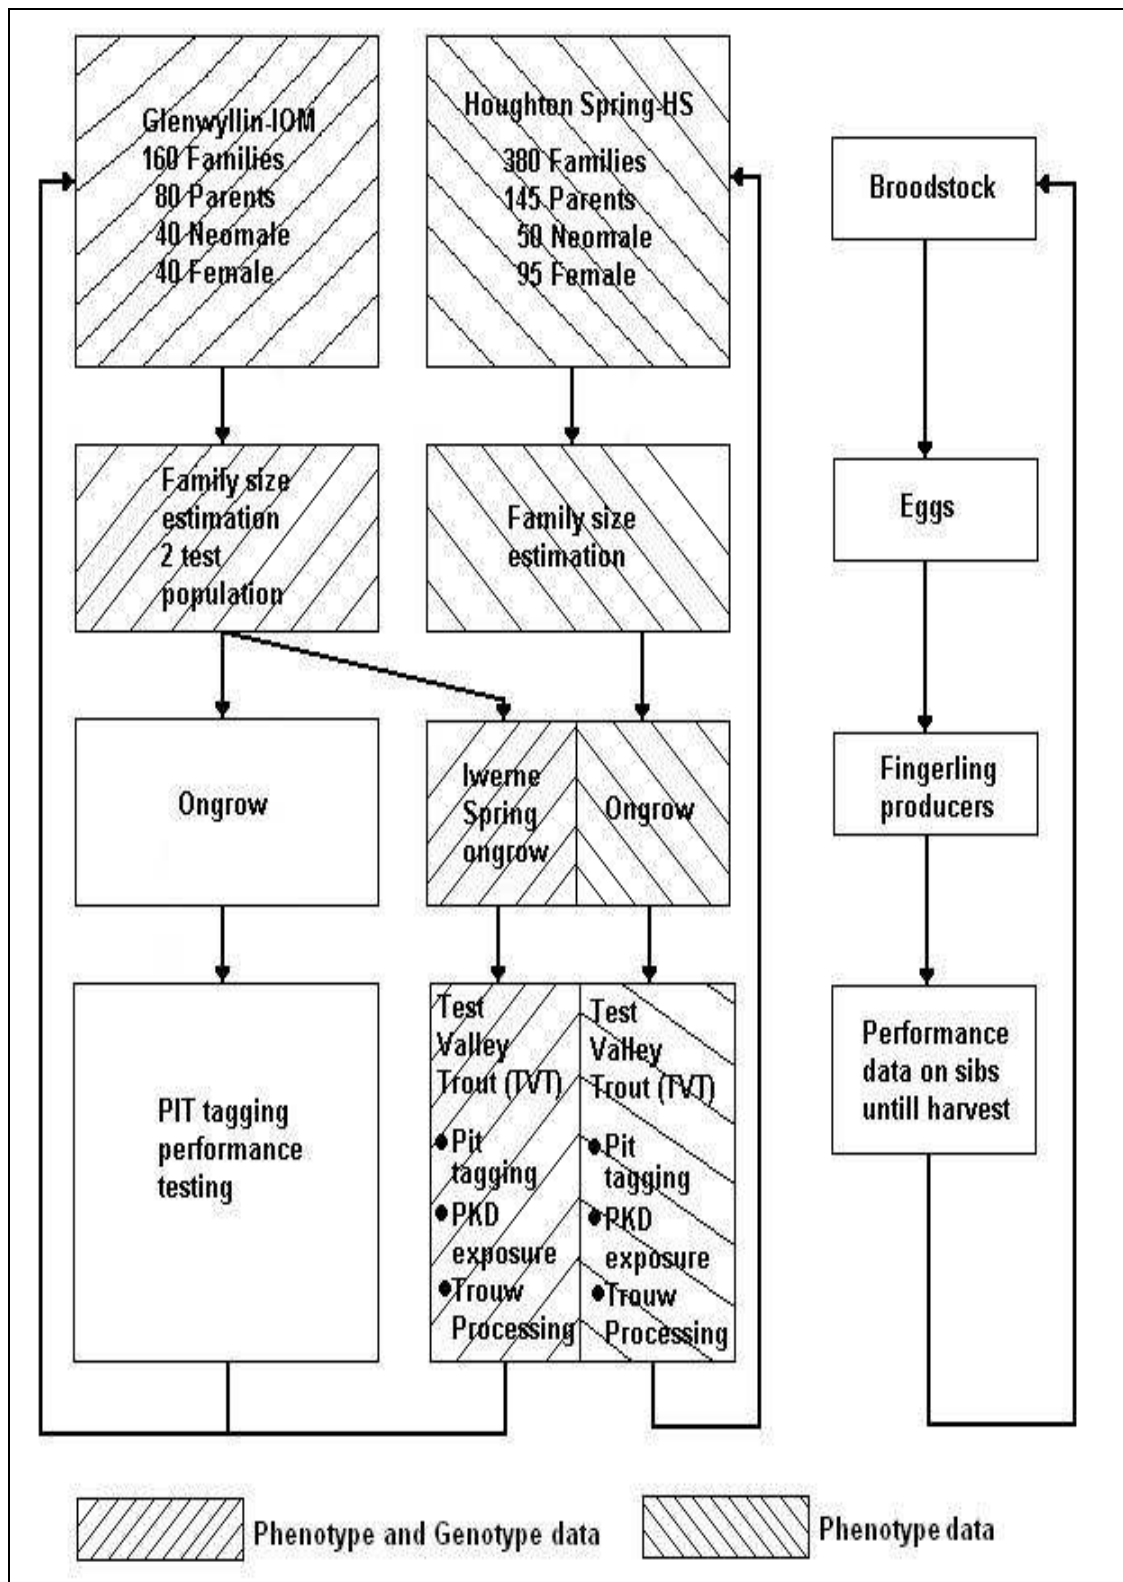 Glenwyllin-IOM
160 Families
80 Parents
40 Neomale
40 Female
Houghton Spring-HS
380 Families
145 Parents
50 Neomale
95 Female
Broodstock
Family size
estimation
2 test
population
Family size
estimation
Eggs
Ongrow
Iwerne
Spring
ongrow
Ongrow
Fingerling
producers
PIT tagging
performance
testing
Test
Valley
Trout (TVT)
●Pit
tagging
●PKD
exposure
●Trouw
Processing
Test
Valley
Trout (TVT)
●Pit
tagging
●PKD
exposure
●Trouw
Processing
Performance
data on sibs
untill harvest
Phenotype and Genotype data
Phenotype data